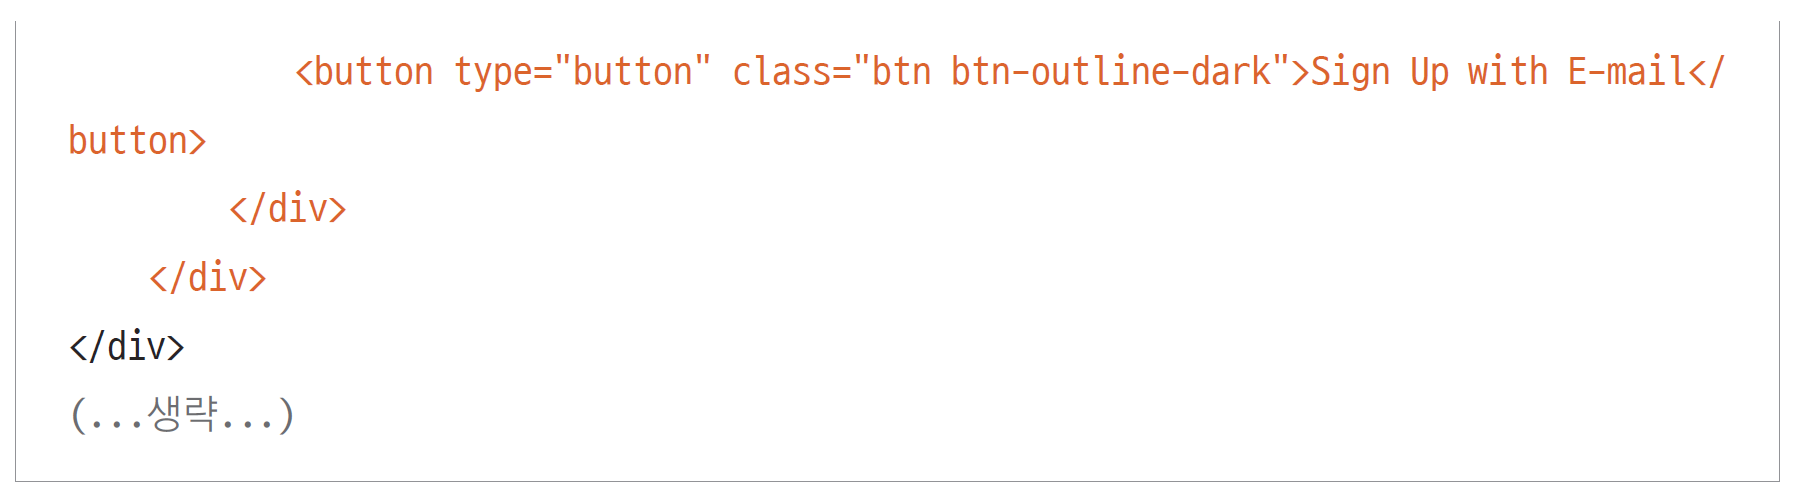 <button type="button" class="btn btn-outline-dark">Sign Up with E-mail</
button>
</div>
</div>
</div>
(...생략...)